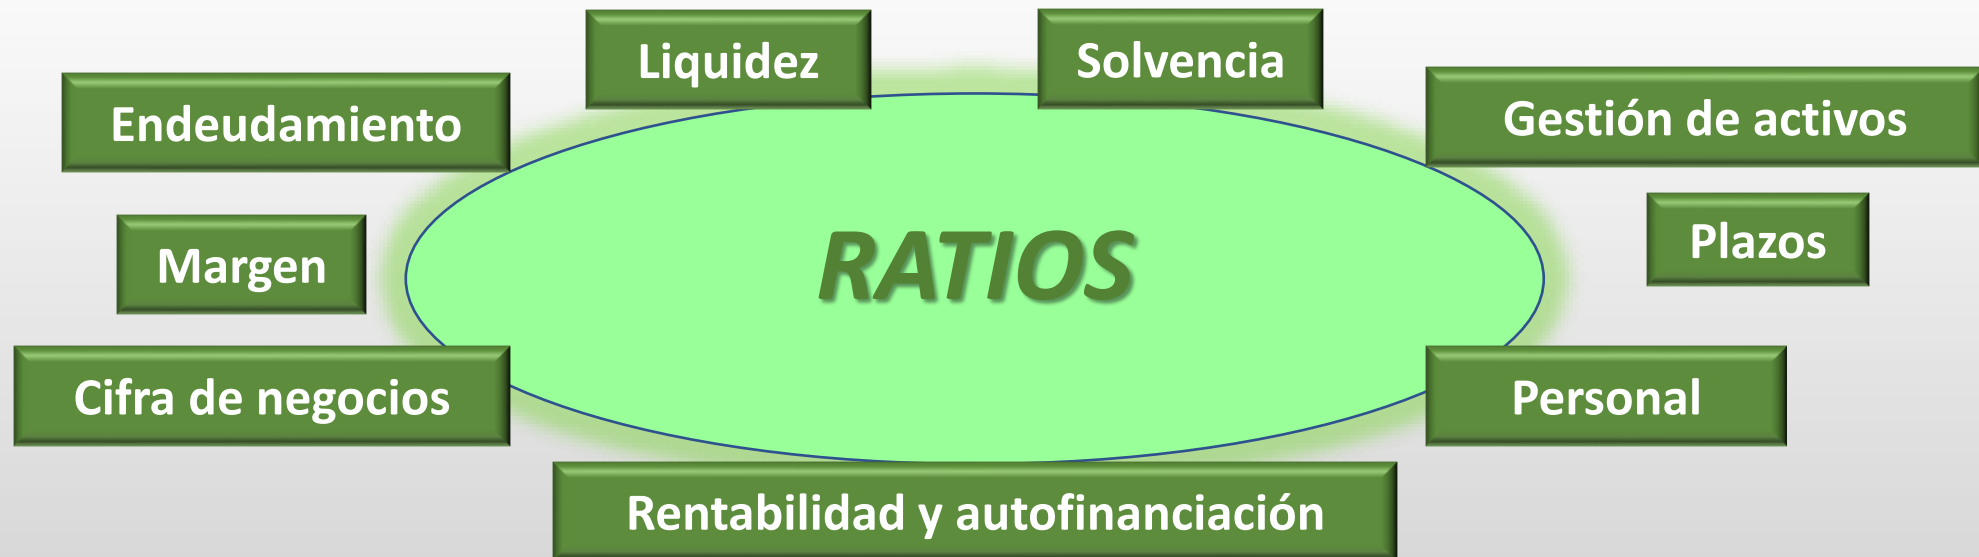 Liquidez
Solvencia
Endeudamiento
Gestión de activos
Margen
RATIOS
Plazos
Cifra de negocios
Personal
Rentabilidad y autofinanciación